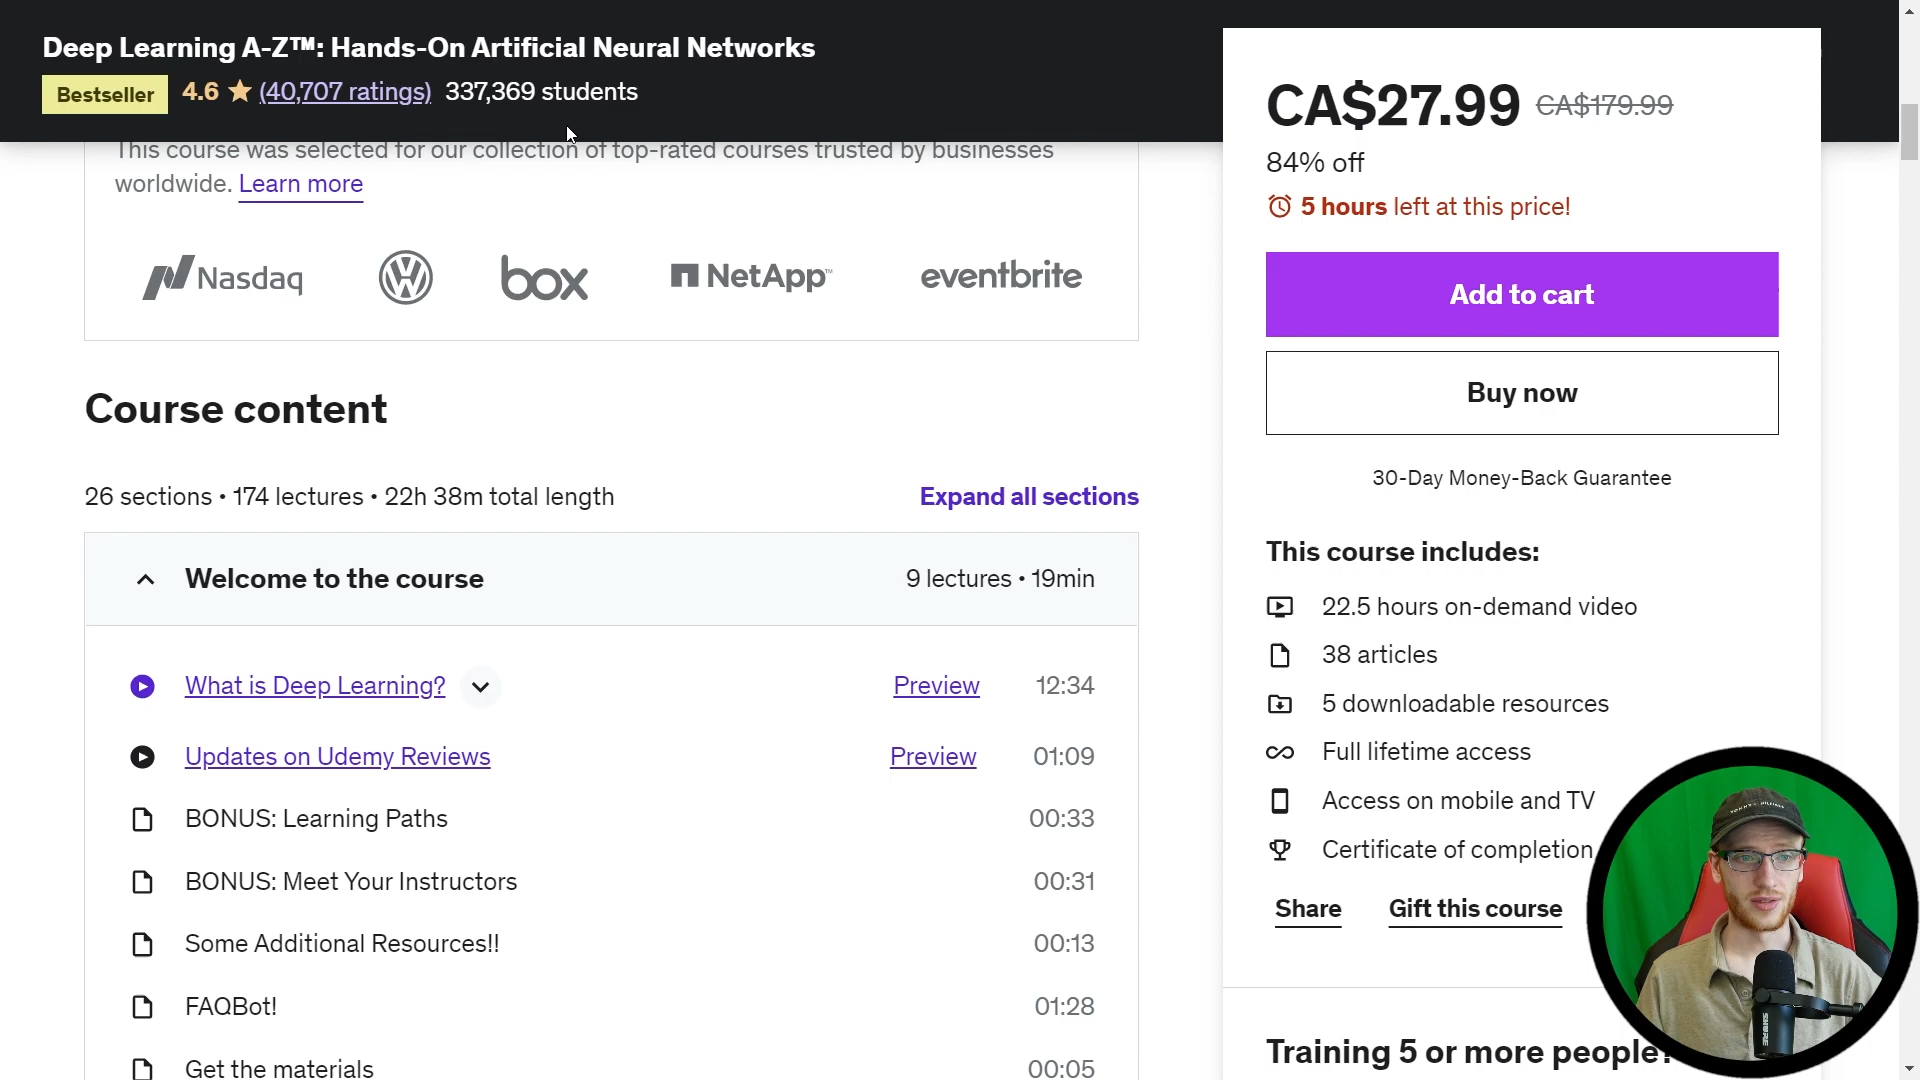 Deep Learning A-Z™: Hands-On Artificial Neural Networks
Bestseller 4.6 (40,707 ratings) 337,369 students
This course was selected for our collection of top-rated courses trusted by businesses
worldwide. Learn more
Nasdaq box NetApp™ eventbrite
Course content
26 sections • 174 lectures • 22h 38m total length Expand all sections
Welcome to the course 9 lectures • 19min
What is Deep Learning? Preview 12:34
Updates on Udemy Reviews Preview 01:09
BONUS: Learning Paths 00:33
BONUS: Meet Your Instructors 00:31
Some Additional Resources!! 00:13
FAQBot! 01:28
Get the materials 00:05
CA$27.99 CA$179.99
84% off
5 hours left at this price!
Add to cart
Buy now
30-Day Money-Back Guarantee
This course includes:
22.5 hours on-demand video
38 articles
5 downloadable resources
Full lifetime access
Access on mobile and TV
Certificate of completion
Share Gift this course
Training 5 or more people?
TOMMY HILFIGER
SHURE